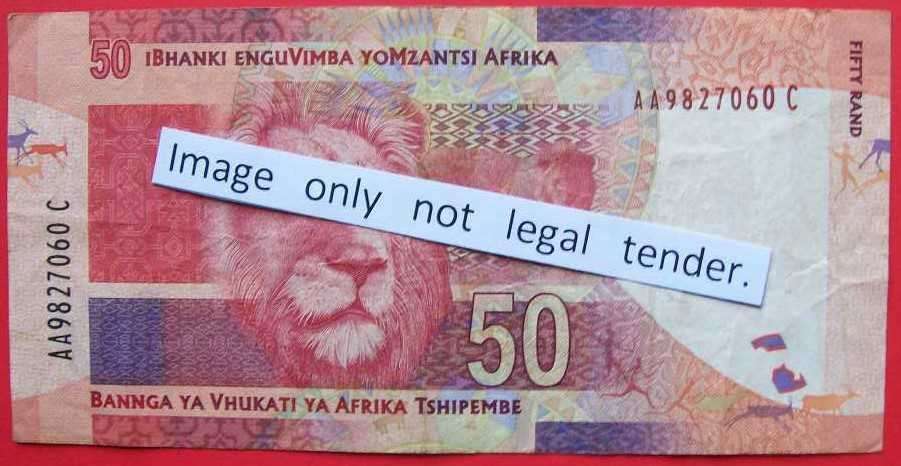 50 iBHANKI ENGUVIMBA YOMZANTSI AFRIKA
AA9827060 C
FIFTY RAND
Image only not legal tender.
AA9827060 C
50
BANNGA YA VHUKATI YA AFRIKA TSHIPEMBE